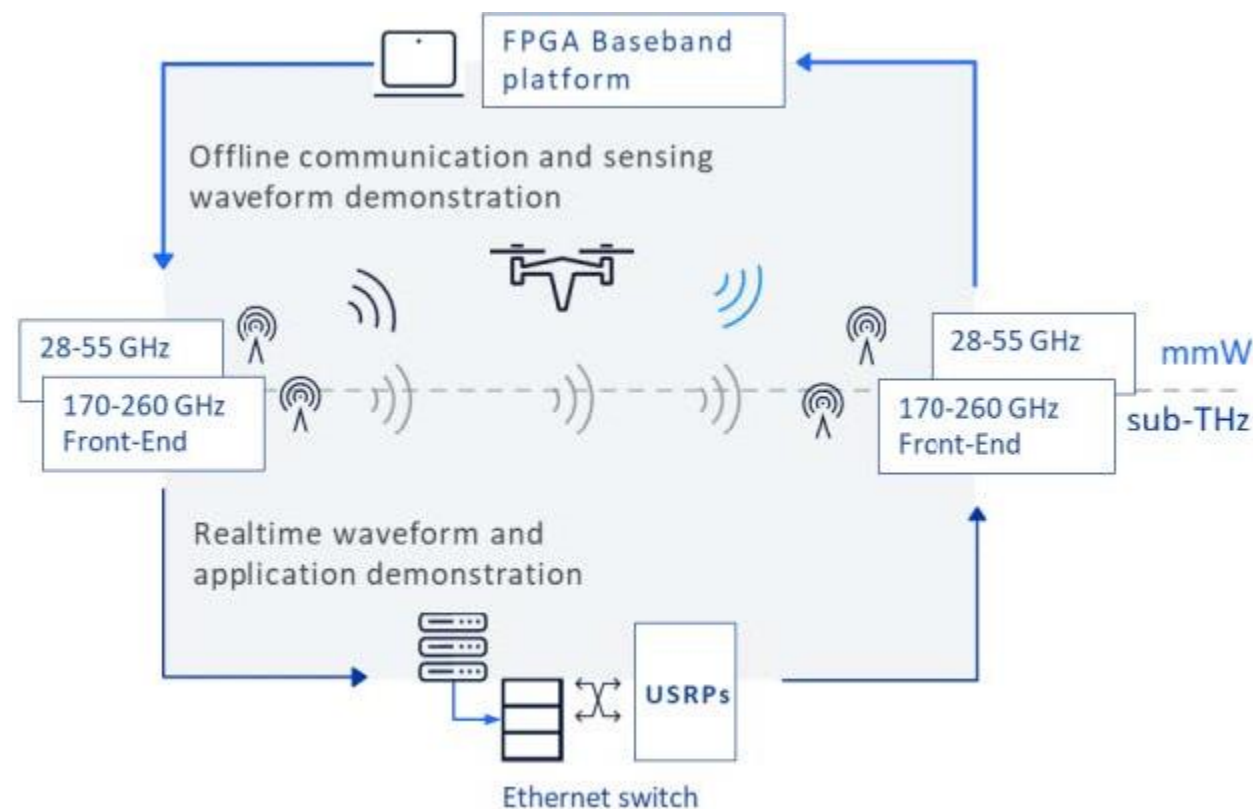 FPGA Baseband
platform
Offline communication and sensing
waveform demonstration
28-55 GHz
28-55 GHz
mmW
170-260 GHz
Front-End
170-260 GHz
Front-End
sub-THz
Realtime waveform and
application demonstration
USRPs
Ethernet switch